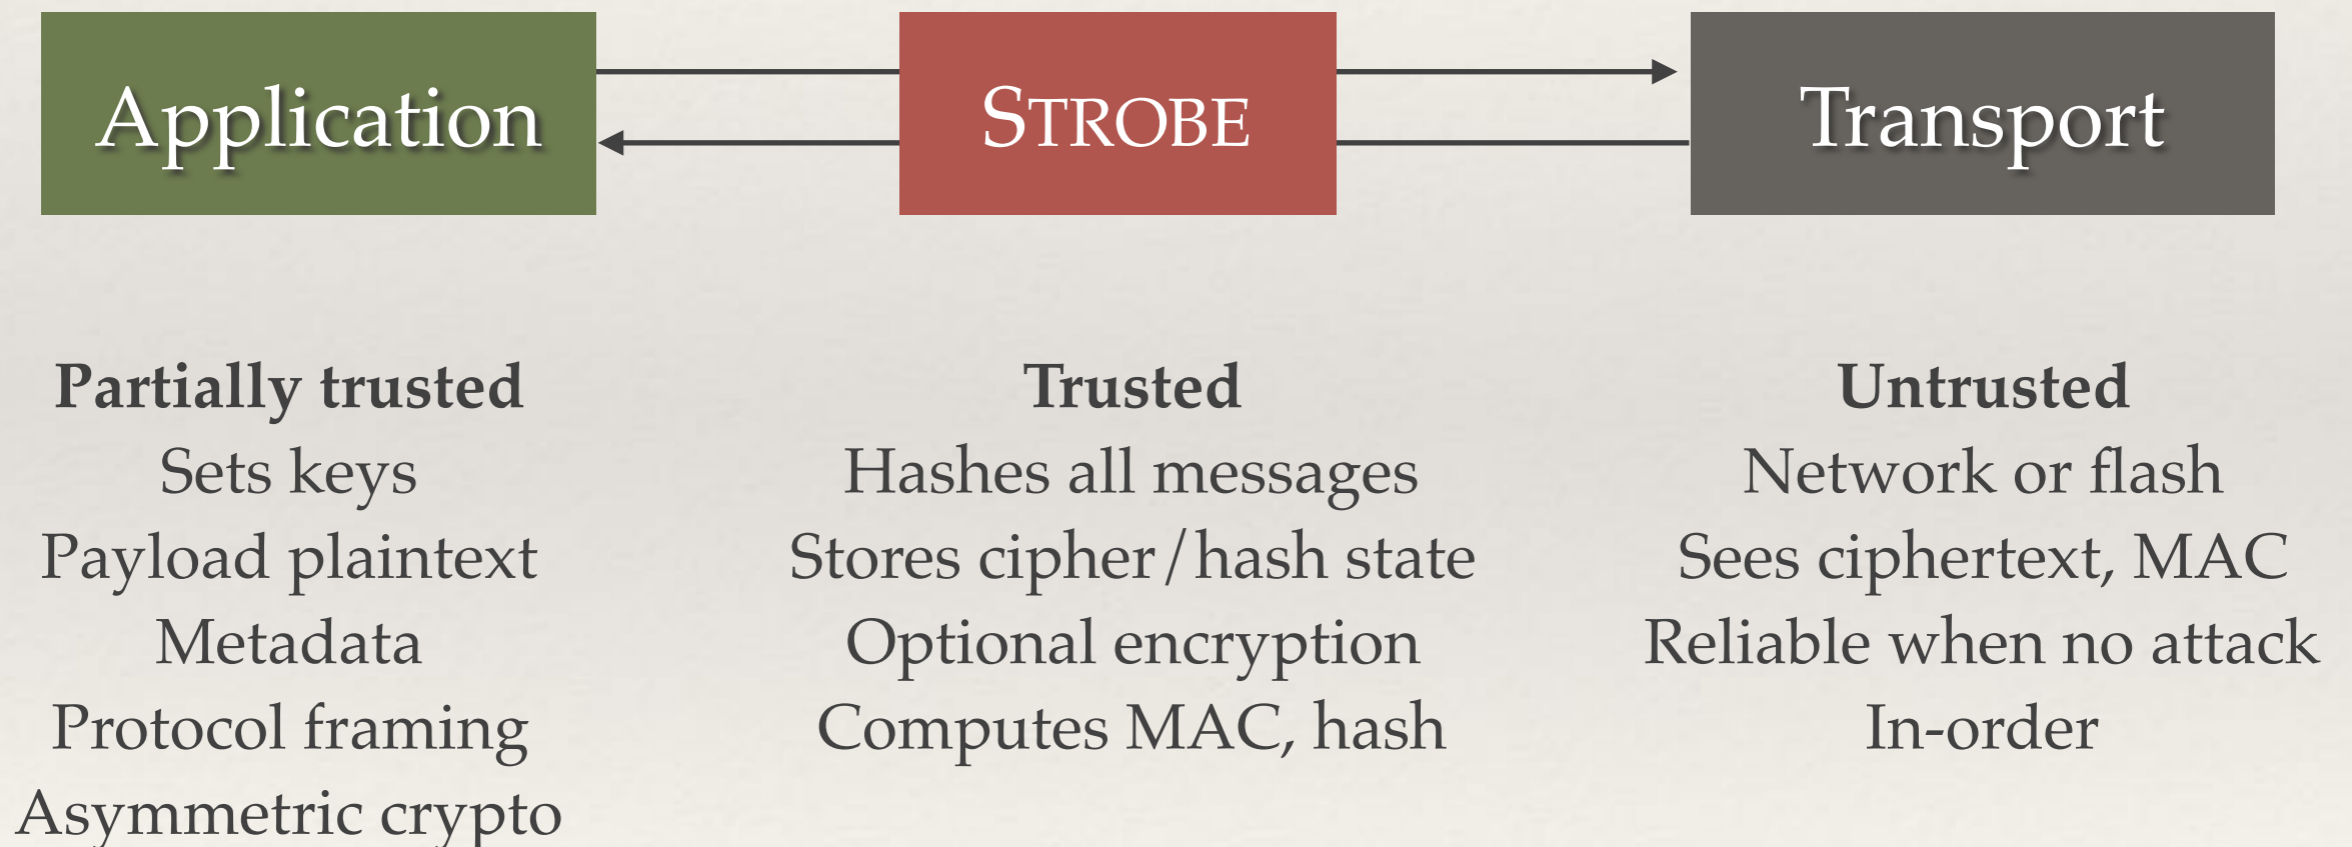 Application
STROBE
Transport
Partially trusted
Sets keys
Payload plaintext
Metadata
Protocol framing
Asymmetric crypto
Trusted
Hashes all messages
Stores cipher/hash state
Optional encryption
Computes MAC, hash
Untrusted
Network or flash
Sees ciphertext, MAC
Reliable when no attack
In-order